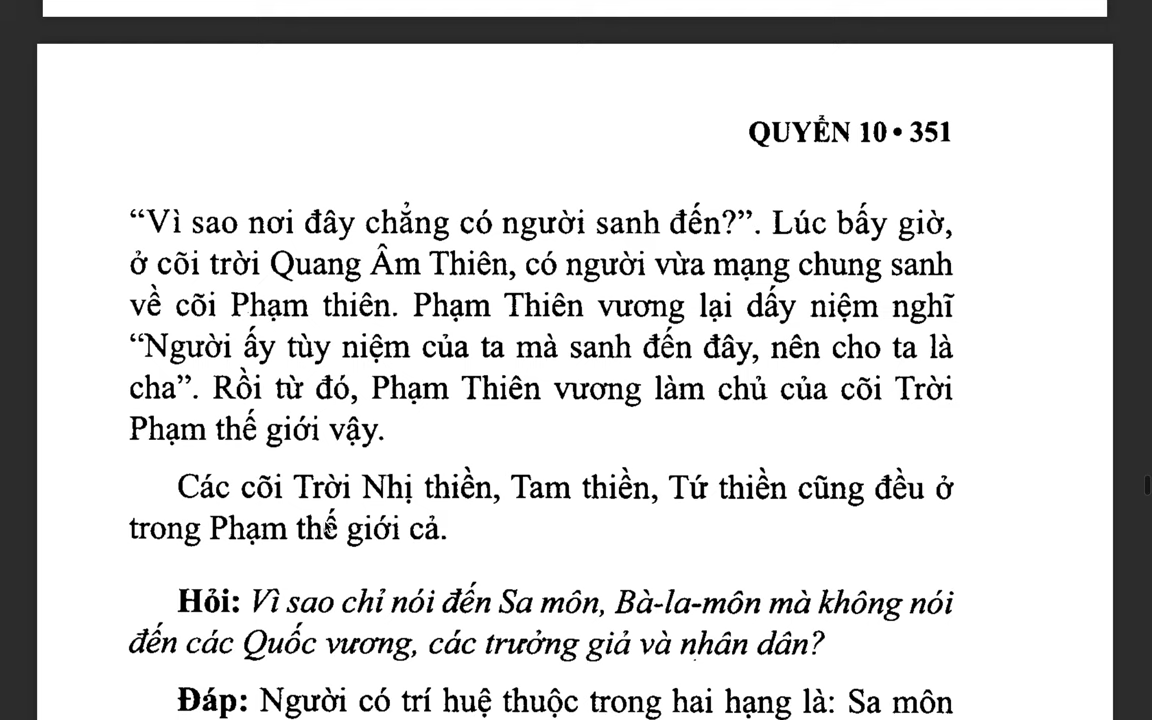 QUYỂN 10 • 351
“Vì sao nơi đây chẳng có người sanh đến?”. Lúc bấy giờ,
ở cõi trời Quang Âm Thiên, có người vừa mạng chung sanh
về cõi Phạm thiên. Phạm Thiên vương lại dấy niệm nghĩ
“Người ấy tùy niệm của ta mà sanh đến đây, nên cho ta là
cha”. Rồi từ đó, Phạm Thiên vương làm chủ của cõi Trời
Phạm thế giới vậy.
Các cõi Trời Nhị thiền, Tam thiền, Tứ thiền cũng đều ở
trong Phạm thế giới cả.
Hỏi: Vì sao chỉ nói đến Sa môn, Bà-la-môn mà không nói
đến các Quốc vương, các trưởng giả và nhân dân?
Đáp: Người có trí huệ thuộc trong hai hạng là: Sa môn